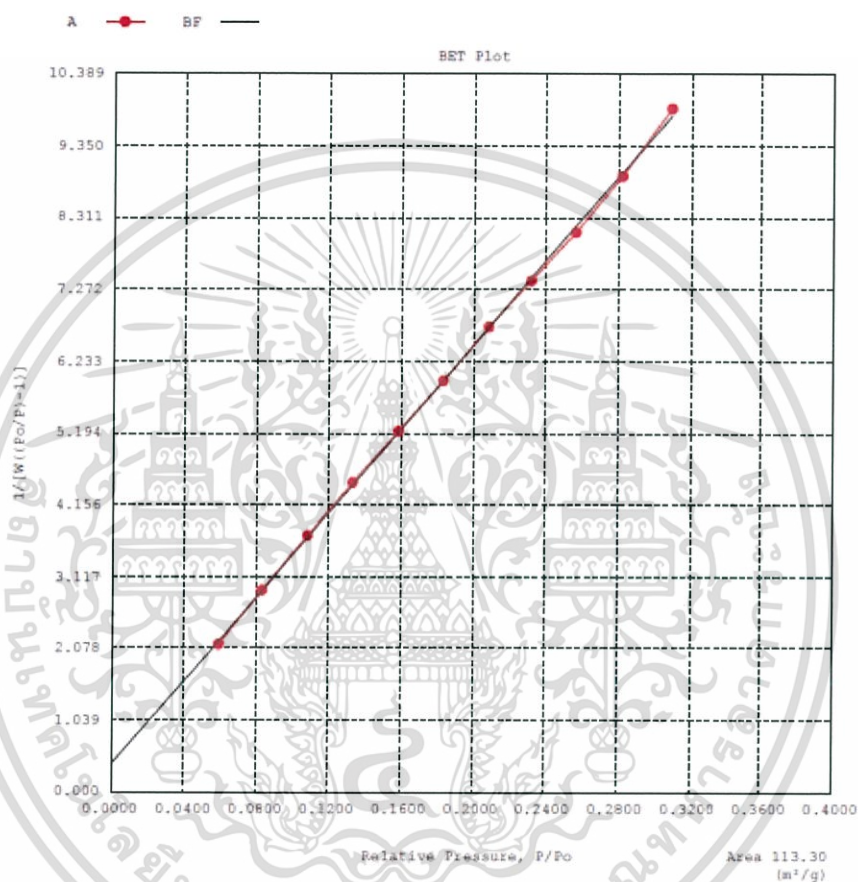 A BF
BET Plot
10.389
9.350
8.311
7.272
6.233
5.194
4.156
3.117
2.078
1.039
0.000
1/[W((Po/P)-1)]
0.0000 0.0400 0.0800 0.1200 0.1600 0.2000 0.2400 0.2800 0.3200 0.3600 0.4000
Relative Pressure, P/Po
Area 113.30
(m²/g)